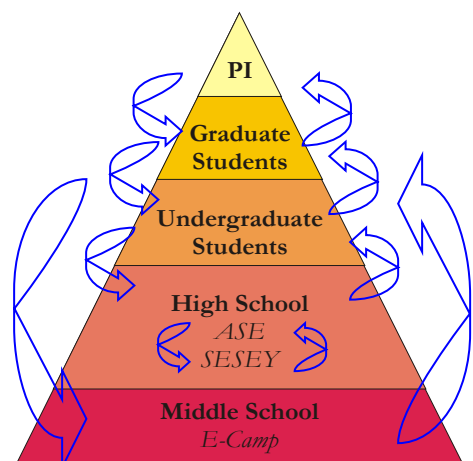 PI
Graduate
Students
Undergraduate
Students
High School
ASE
SESEY
Middle School
E-Camp